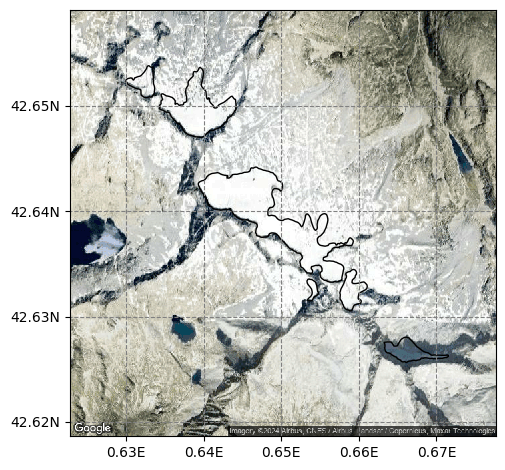 42.65N
42.64N
42.63N
42.62N
Google
Imagery ©2024 Airbus, CNES / Airbus, Landsat / Copernicus, Maxar Technologies
0.63E 0.64E 0.65E 0.66E 0.67E